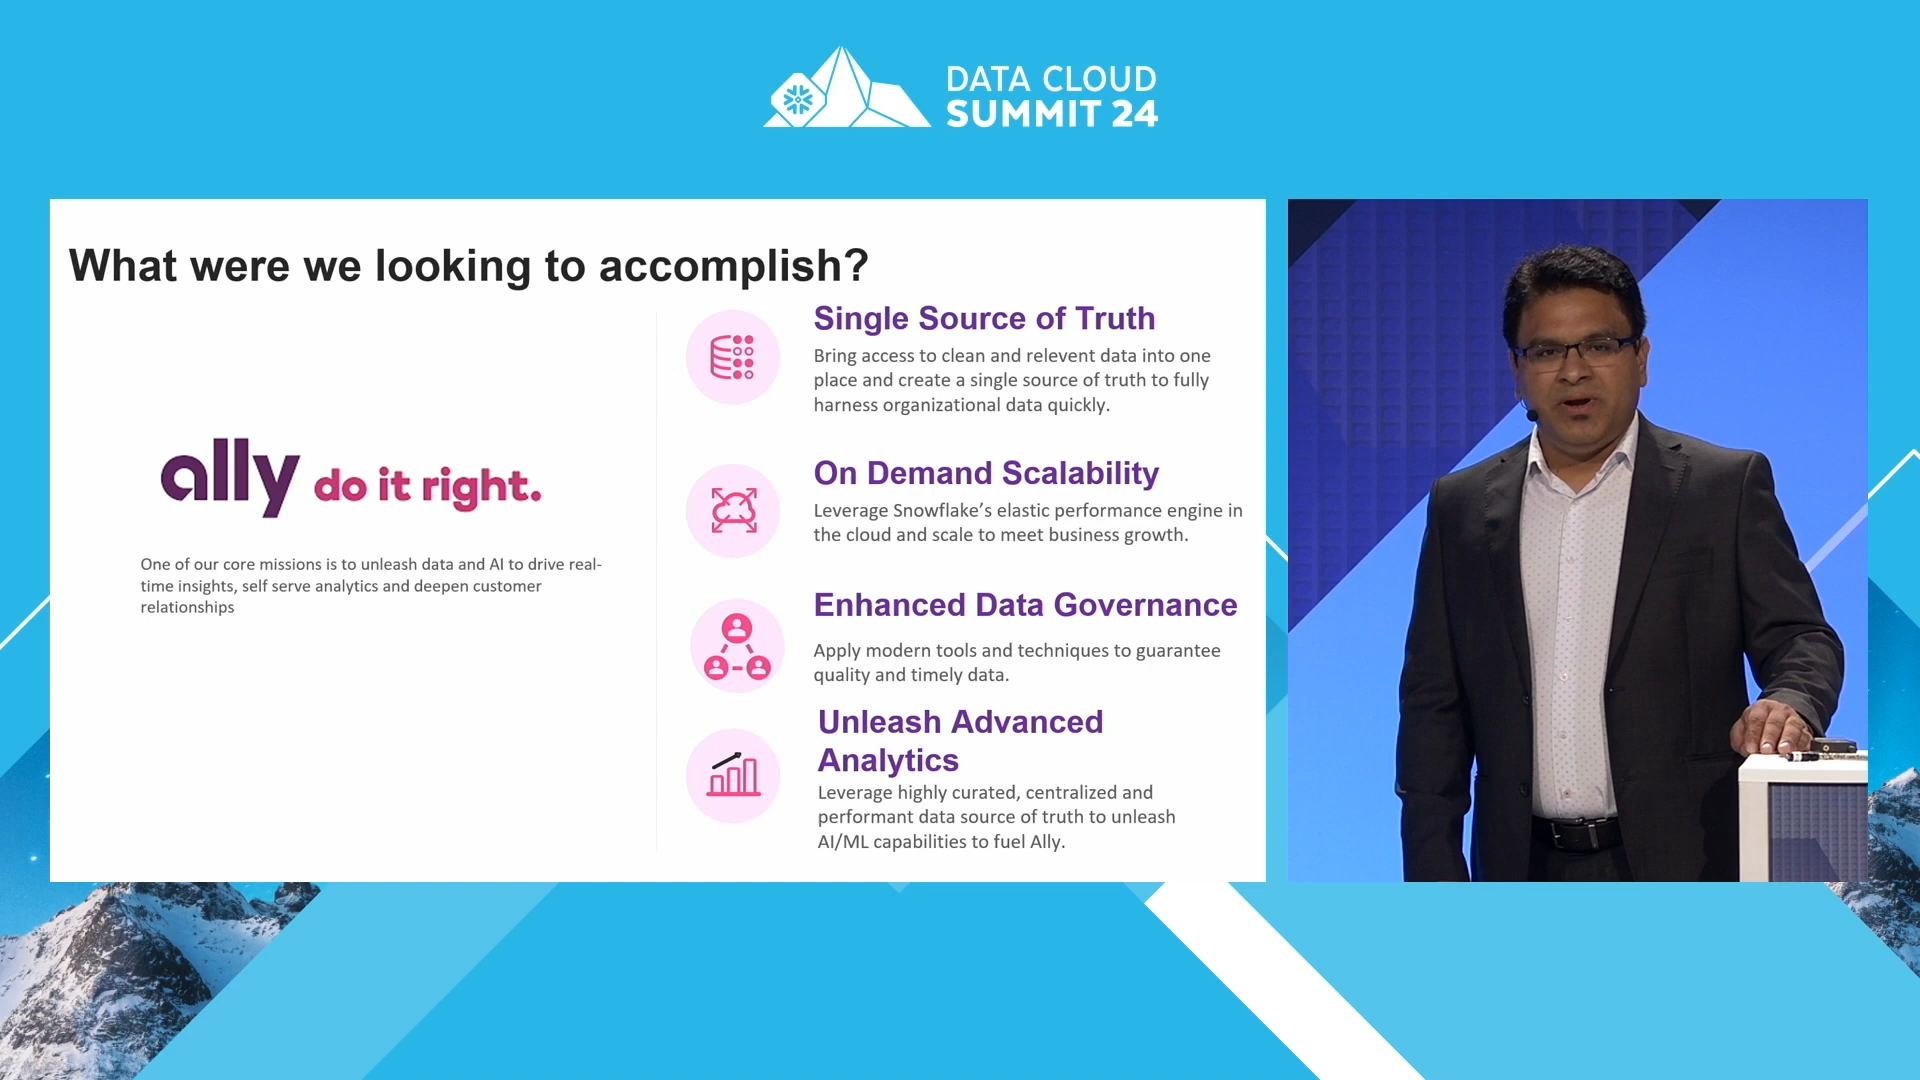 DATA CLOUD
SUMMIT 24
What were we looking to accomplish?
ally do it right.
One of our core missions is to unleash data and AI to drive real-
time insights, self serve analytics and deepen customer
relationships
Single Source of Truth
Bring access to clean and relevent data into one
place and create a single source of truth to fully
harness organizational data quickly.
On Demand Scalability
Leverage Snowflake’s elastic performance engine in
the cloud and scale to meet business growth.
Enhanced Data Governance
Apply modern tools and techniques to guarantee
quality and timely data.
Unleash Advanced
Analytics
Leverage highly curated, centralized and
performant data source of truth to unleash
AI/ML capabilities to fuel Ally.